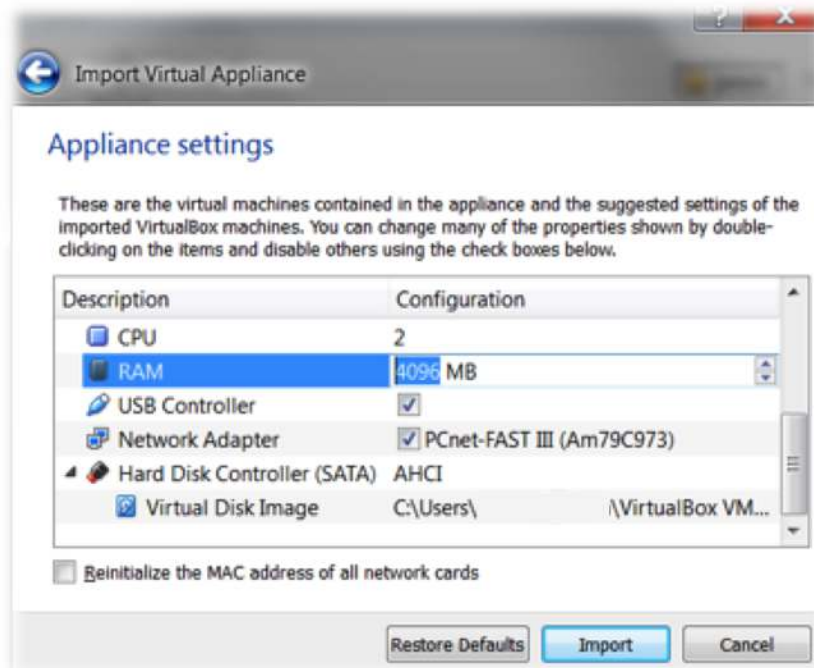 ?
Import Virtual Appliance
Appliance settings
These are the virtual machines contained in the appliance and the suggested settings of the
imported VirtualBox machines. You can change many of the properties shown by double-
clicking on the items and disable others using the check boxes below.
Description Configuration
CPU 2
RAM 4096 MB
USB Controller
Network Adapter PCnet-FAST III (Am79C973)
Hard Disk Controller (SATA) AHCI
Virtual Disk Image C:\Users\ \VirtualBox VM...
Reinitialize the MAC address of all network cards
Restore Defaults Import Cancel